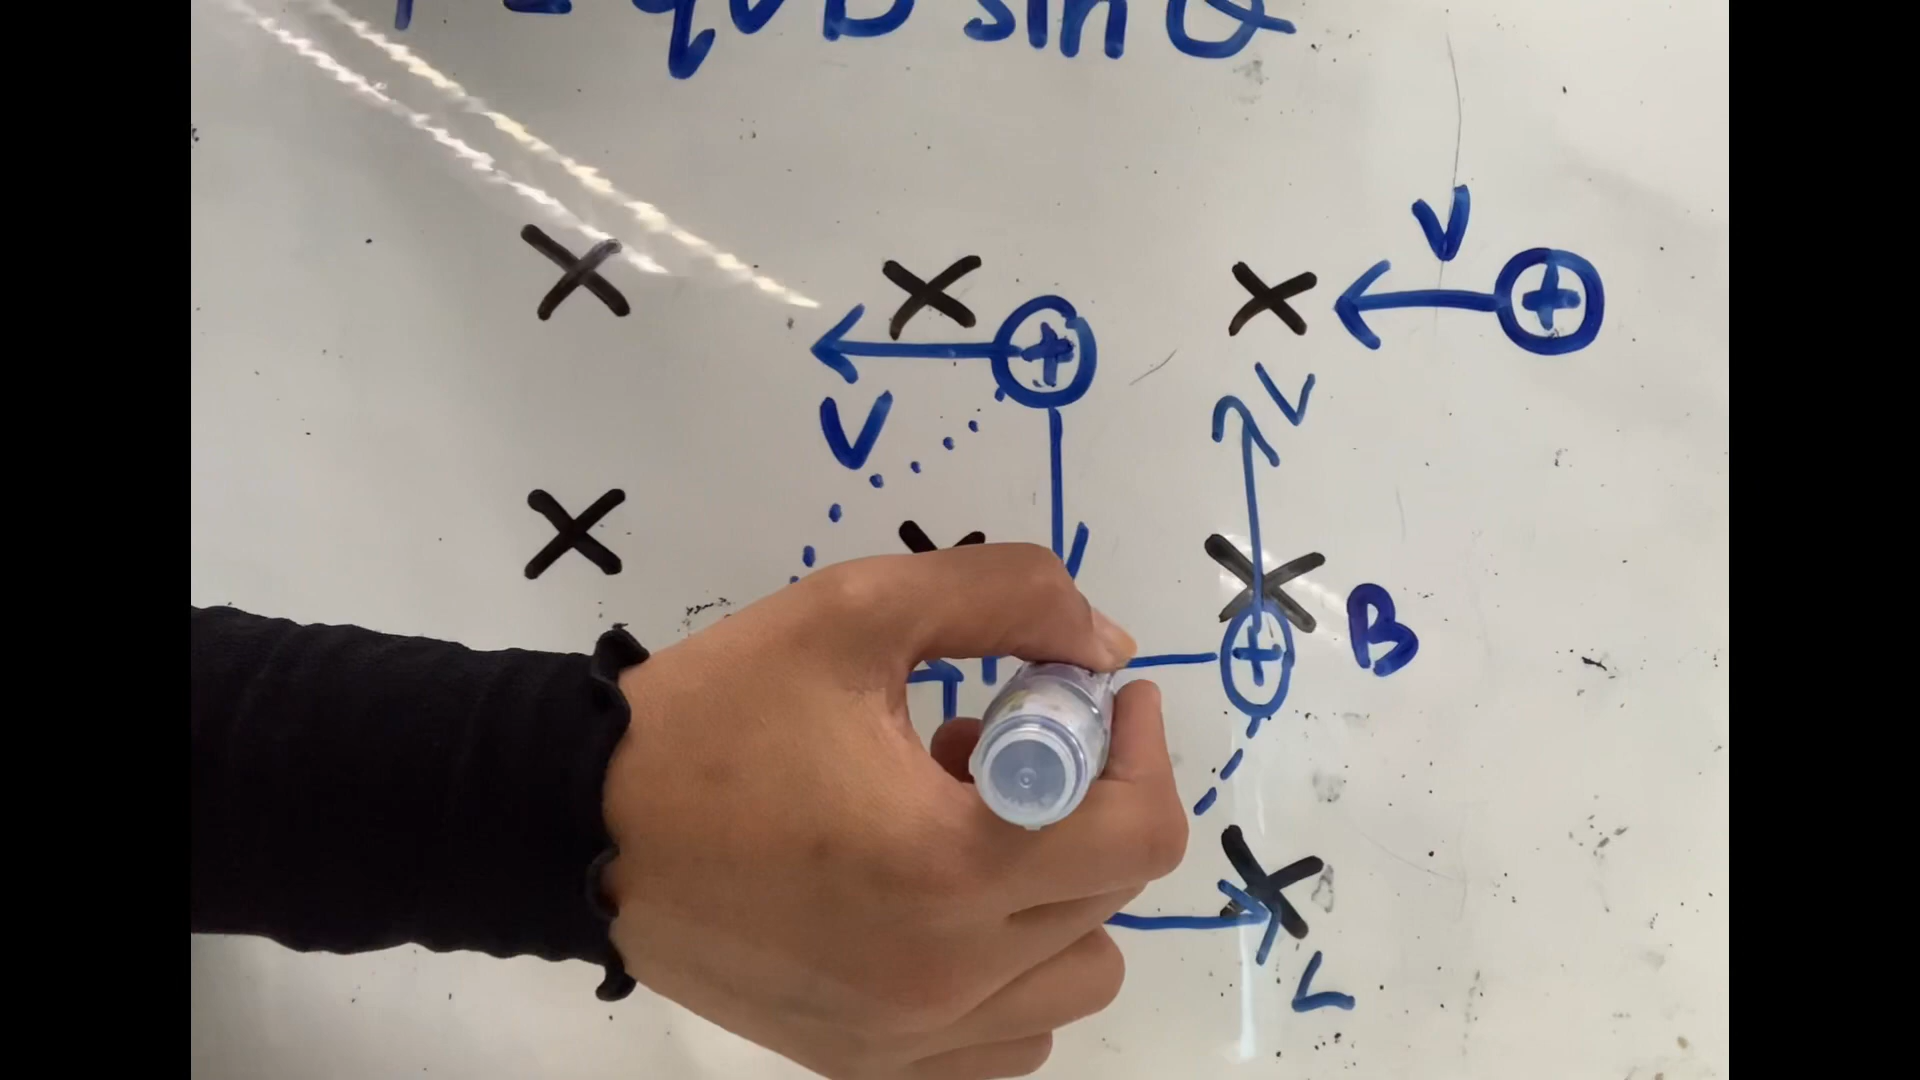 F = qvB sin θ
V
+
+
V
V
+
B
V